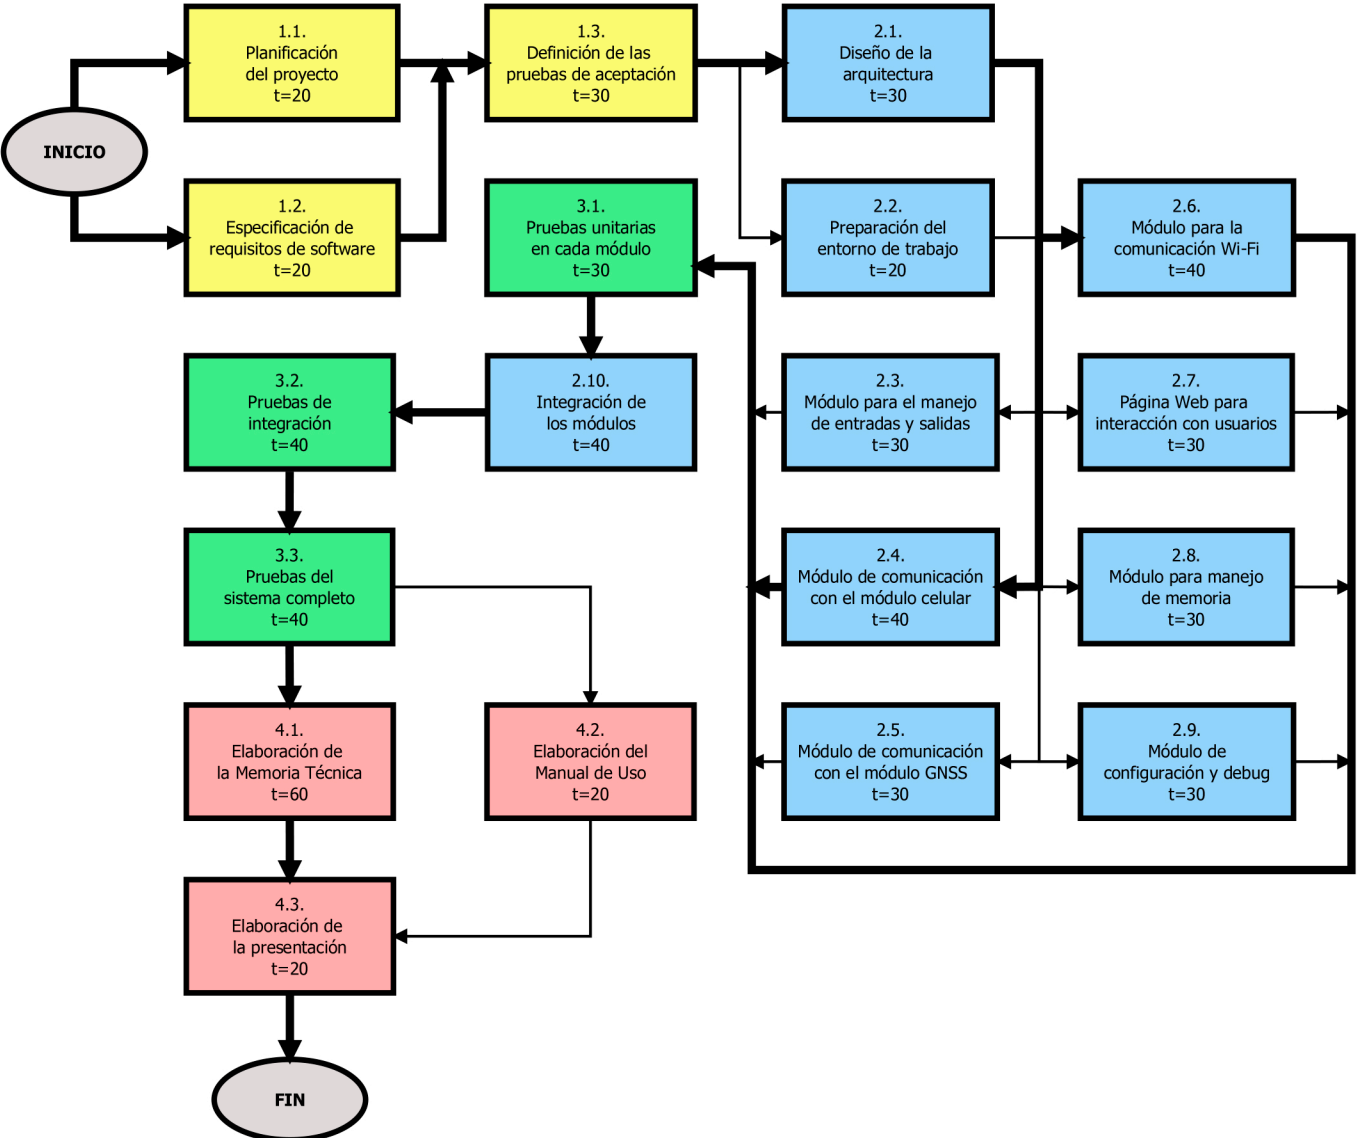 1.1.
Planificación
del proyecto
t=20
1.3.
Definición de las
pruebas de aceptación
t=30
2.1.
Diseño de la
arquitectura
t=30
INICIO
1.2.
Especificación de
requisitos de software
t=20
3.1.
Pruebas unitarias
en cada módulo
t=30
2.2.
Preparación del
entorno de trabajo
t=20
2.6.
Módulo para la
comunicación Wi-Fi
t=40
3.2.
Pruebas de
integración
t=40
2.10.
Integración de
los módulos
t=40
2.3.
Módulo para el manejo
de entradas y salidas
t=30
2.7.
Página Web para
interacción con usuarios
t=30
3.3.
Pruebas del
sistema completo
t=40
2.4.
Módulo de comunicación
con el módulo celular
t=40
2.8.
Módulo para manejo
de memoria
t=30
4.1.
Elaboración de
la Memoria Técnica
t=60
4.2.
Elaboración del
Manual de Uso
t=20
2.5.
Módulo de comunicación
con el módulo GNSS
t=30
2.9.
Módulo de
configuración y debug
t=30
4.3.
Elaboración de
la presentación
t=20
FIN